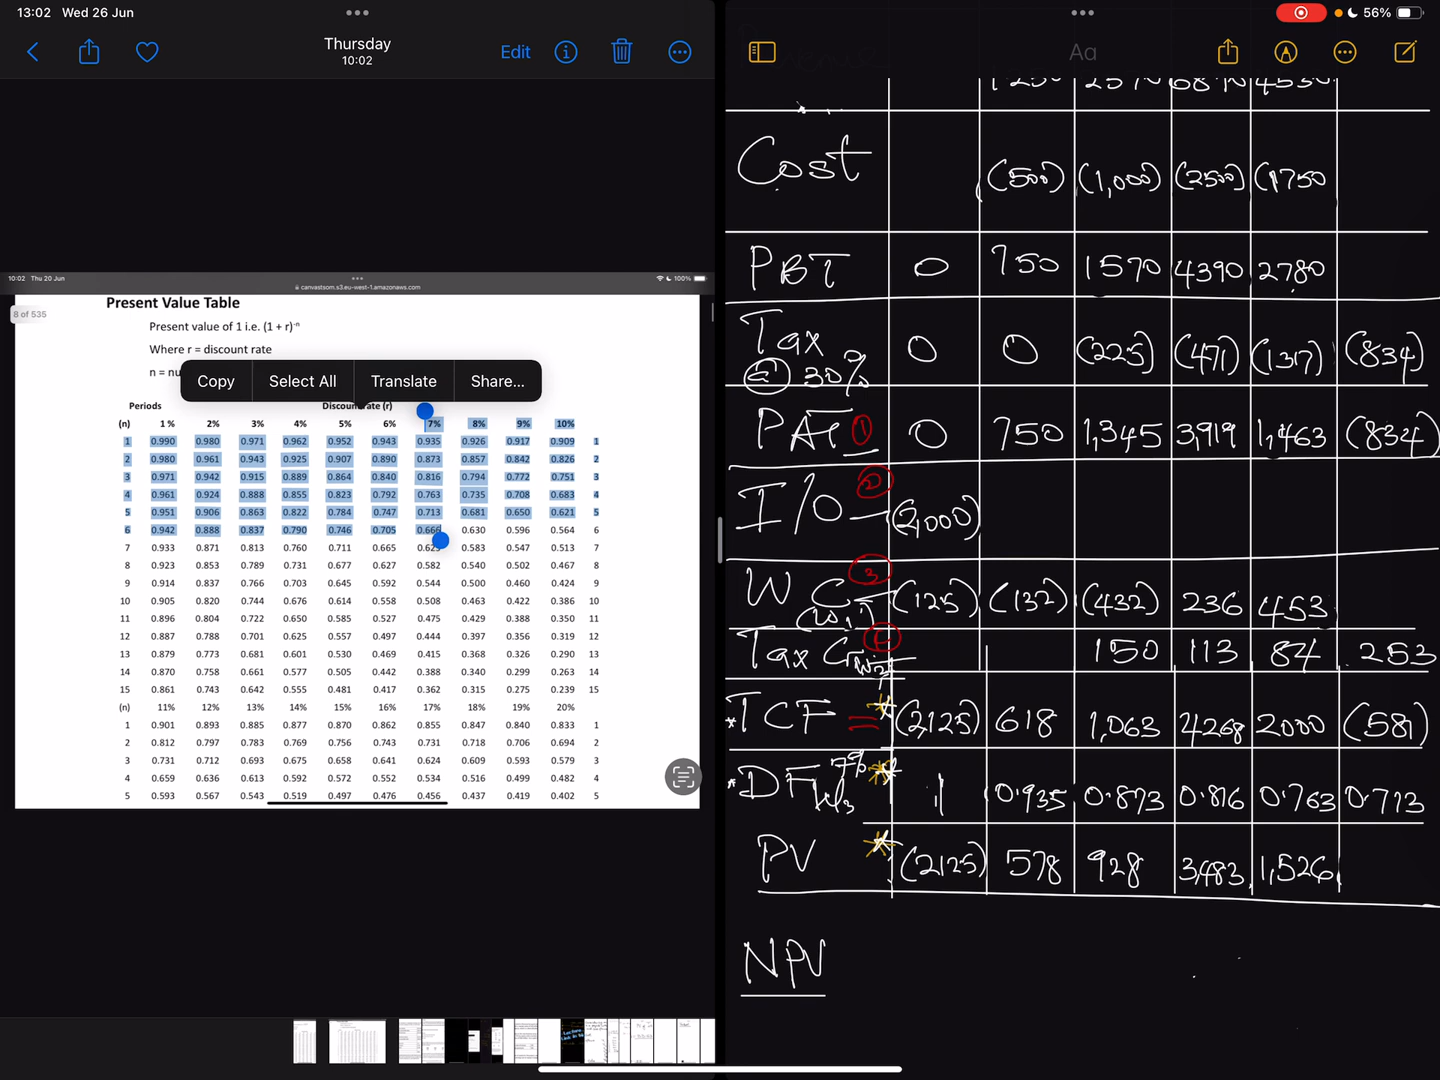 13:02 Wed 26 Jun
Thursday
10:02
Edit
10:02 Thu 20 Jun
100%
canvastsom.s3.eu-west-1.amazonaws.com
8 of 535
Present Value Table
Present value of 1 i.e. (1 + r)-n
Where r = discount rate
n = nu
Copy Select All Translate Share...
Periods Discount rate (r)
(n) 1 % 2% 3% 4% 5% 6% 7% 8% 9% 10%
1 0.990 0.980 0.971 0.962 0.952 0.943 0.935 0.926 0.917 0.909 1
2 0.980 0.961 0.943 0.925 0.907 0.890 0.873 0.857 0.842 0.826 2
3 0.971 0.942 0.915 0.889 0.864 0.840 0.816 0.794 0.772 0.751 3
4 0.961 0.924 0.888 0.855 0.823 0.792 0.763 0.735 0.708 0.683 4
5 0.951 0.906 0.863 0.822 0.784 0.747 0.713 0.681 0.650 0.621 5
6 0.942 0.888 0.837 0.790 0.746 0.705 0.666 0.630 0.596 0.564 6
7 0.933 0.871 0.813 0.760 0.711 0.665 0.623 0.583 0.547 0.513 7
8 0.923 0.853 0.789 0.731 0.677 0.627 0.582 0.540 0.502 0.467 8
9 0.914 0.837 0.766 0.703 0.645 0.592 0.544 0.500 0.460 0.424 9
10 0.905 0.820 0.744 0.676 0.614 0.558 0.508 0.463 0.422 0.386 10
11 0.896 0.804 0.722 0.650 0.585 0.527 0.475 0.429 0.388 0.350 11
12 0.887 0.788 0.701 0.625 0.557 0.497 0.444 0.397 0.356 0.319 12
13 0.879 0.773 0.681 0.601 0.530 0.469 0.415 0.368 0.326 0.290 13
14 0.870 0.758 0.661 0.577 0.505 0.442 0.388 0.340 0.299 0.263 14
15 0.861 0.743 0.642 0.555 0.481 0.417 0.362 0.315 0.275 0.239 15
(n) 11% 12% 13% 14% 15% 16% 17% 18% 19% 20%
1 0.901 0.893 0.885 0.877 0.870 0.862 0.855 0.847 0.840 0.833 1
2 0.812 0.797 0.783 0.769 0.756 0.743 0.731 0.718 0.706 0.694 2
3 0.731 0.712 0.693 0.675 0.658 0.641 0.624 0.609 0.593 0.579 3
4 0.659 0.636 0.613 0.592 0.572 0.552 0.534 0.516 0.499 0.482 4
5 0.593 0.567 0.543 0.519 0.497 0.476 0.456 0.437 0.419 0.402 5
56%
Aa
1250 2570 6890 4530
Cost (500) (1,000) (2500) (1750
PBT 0 750 1570 4390 2780
Tax @ 30% 0 0 (225) (471) (1317) (834)
PAT 1 0 750 1,345 3,919 1,463 (834)
I/O 2 (2,000)
WC (W1) 3 (125) (132) (432) 236 453
Tax C 150 113 84 253
*TCF = * (2,125) 618 1,063 4268 2000 (581)
*DF 7% W3 * 1 0.935 0.873 0.816 0.763 0.713
PV * (2125) 578 928 3,483 1,526
NPV